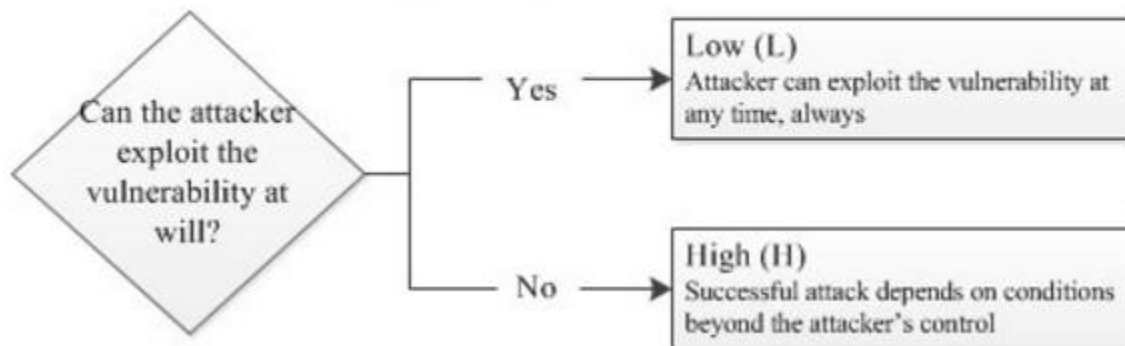 Can the attacker
exploit the
vulnerability at
will?
Yes
Low (L)
Attacker can exploit the vulnerability at
any time, always
No
High (H)
Successful attack depends on conditions
beyond the attacker's control